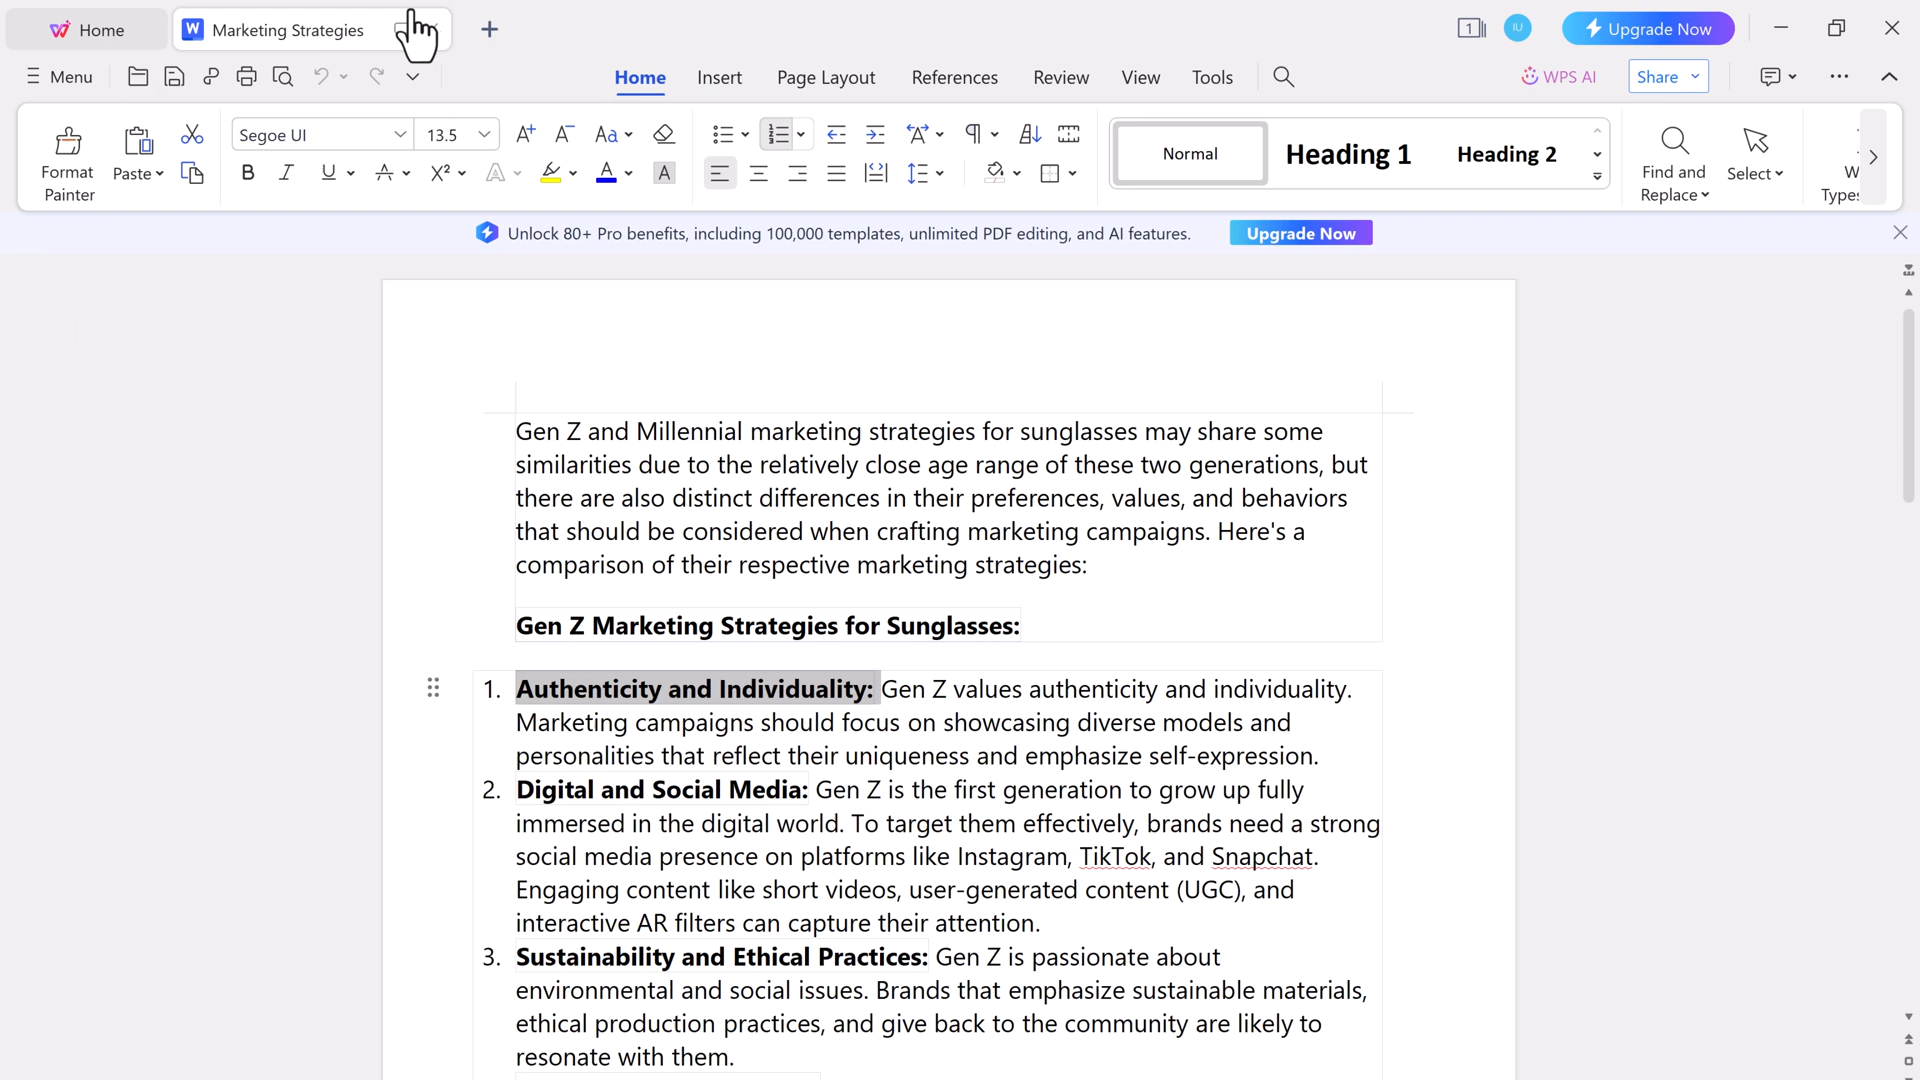 Home
Marketing Strategies
1
IU
Upgrade Now
Menu
Home
Insert
Page Layout
References
Review
View
Tools
WPS AI
Share
Format
Painter
Paste
Segoe UI
13.5
Normal
Heading 1
Heading 2
Find and
Replace
Select
W
Types
Unlock 80+ Pro benefits, including 100,000 templates, unlimited PDF editing, and AI features.
Upgrade Now
Gen Z and Millennial marketing strategies for sunglasses may share some
similarities due to the relatively close age range of these two generations, but
there are also distinct differences in their preferences, values, and behaviors
that should be considered when crafting marketing campaigns. Here's a
comparison of their respective marketing strategies:
Gen Z Marketing Strategies for Sunglasses:
1. Authenticity and Individuality: Gen Z values authenticity and individuality.
Marketing campaigns should focus on showcasing diverse models and
personalities that reflect their uniqueness and emphasize self-expression.
2. Digital and Social Media: Gen Z is the first generation to grow up fully
immersed in the digital world. To target them effectively, brands need a strong
social media presence on platforms like Instagram, TikTok, and Snapchat.
Engaging content like short videos, user-generated content (UGC), and
interactive AR filters can capture their attention.
3. Sustainability and Ethical Practices: Gen Z is passionate about
environmental and social issues. Brands that emphasize sustainable materials,
ethical production practices, and give back to the community are likely to
resonate with them.